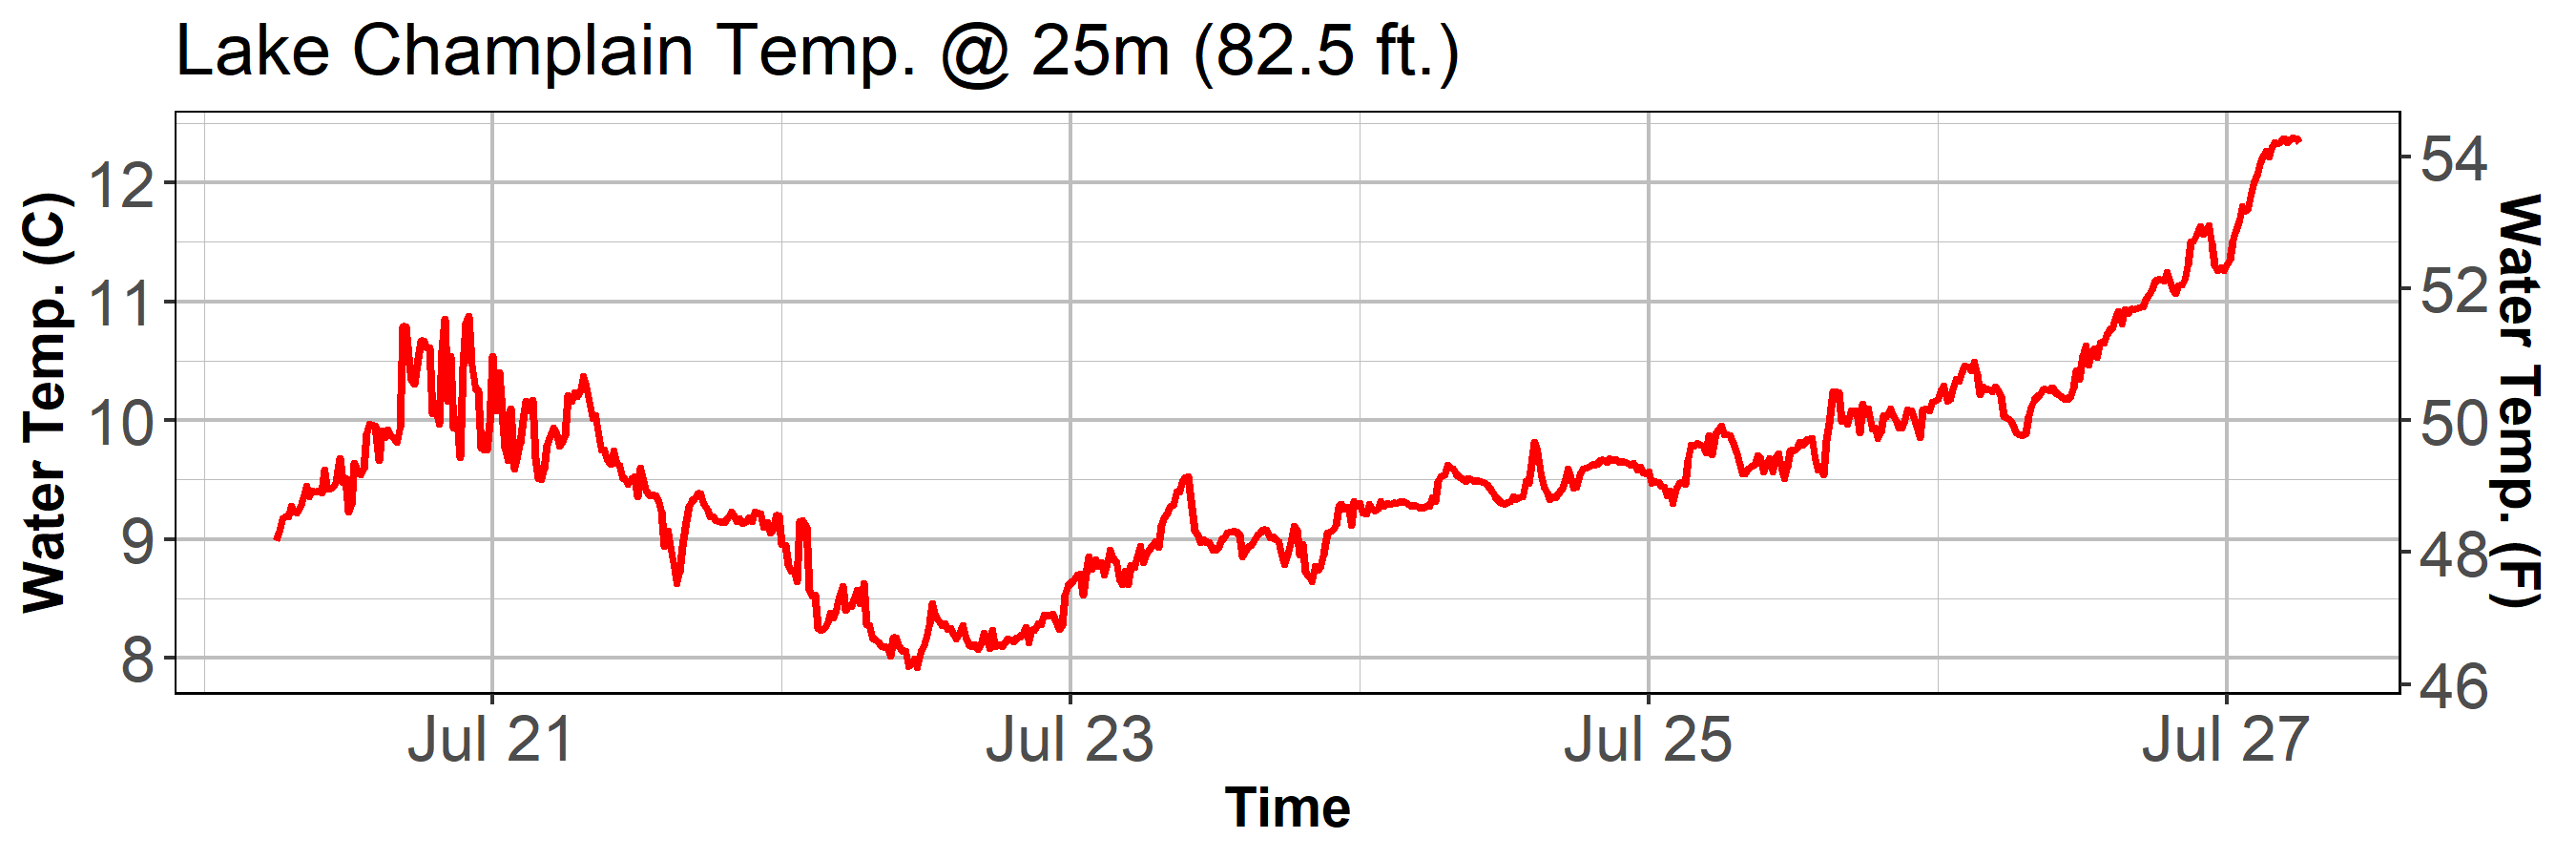 Lake Champlain Temp. @ 25m (82.5 ft.)
Water Temp. (C)
12
11
10
9
8
54
52
50
48
46
Water Temp. (F)
Jul 21 Jul 23 Jul 25 Jul 27
Time